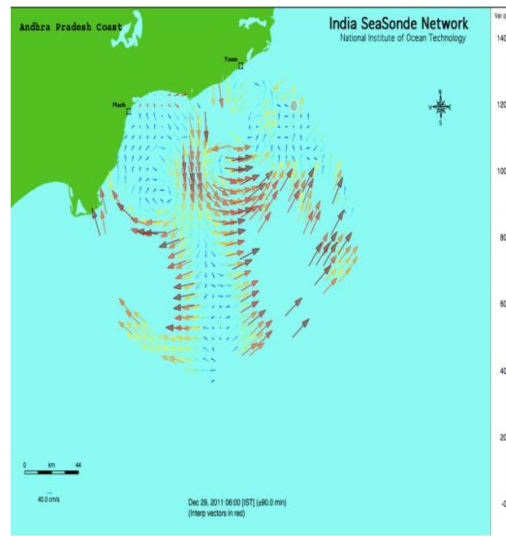 Andhra Pradesh Coast
India SeaSonde Network
National Institute of Ocean Technology
Yanm
Mach
N
W
E
S
0 km 44
40.0 cm/s
Dec 29, 2011 06:00 [IST] (±90.0 min)
(Interp vectors in red)
140
120
100
80
60
40
20
-0